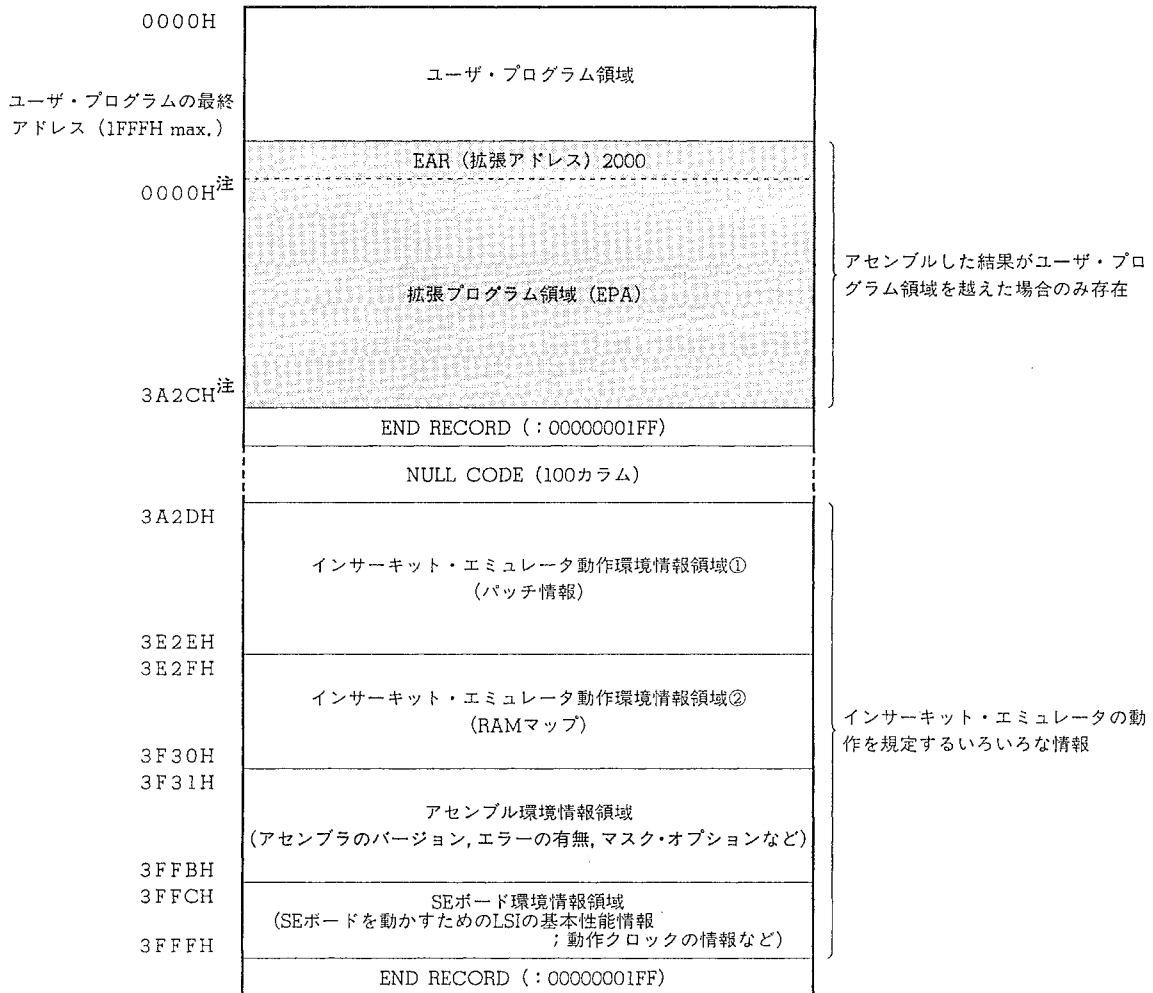 0000H
ユーザ・プログラム領域
ユーザ・プログラムの最終
アドレス (1FFFH max.)
EAR (拡張アドレス) 2000
0000H注
アセンブルした結果がユーザ・プロ
グラム領域を越えた場合のみ存在
拡張プログラム領域 (EPA)
3A2CH注
END RECORD (:00000001FF)
NULL CODE (100カラム)
3A2DH
インサーキット・エミュレータ動作環境情報領域①
(パッチ情報)
3E2EH
3E2FH
インサーキット・エミュレータ動作環境情報領域②
(RAMマップ)
インサーキット・エミュレータの動
作を規定するいろいろな情報
3F30H
3F31H
アセンブル環境情報領域
(アセンブラのバージョン, エラーの有無, マスク・オプションなど)
3FFBH
3FFCH
SEボード環境情報領域
(SEボードを動かすためのLSIの基本性能情報
;動作クロックの情報など)
3FFFH
END RECORD (:00000001FF)